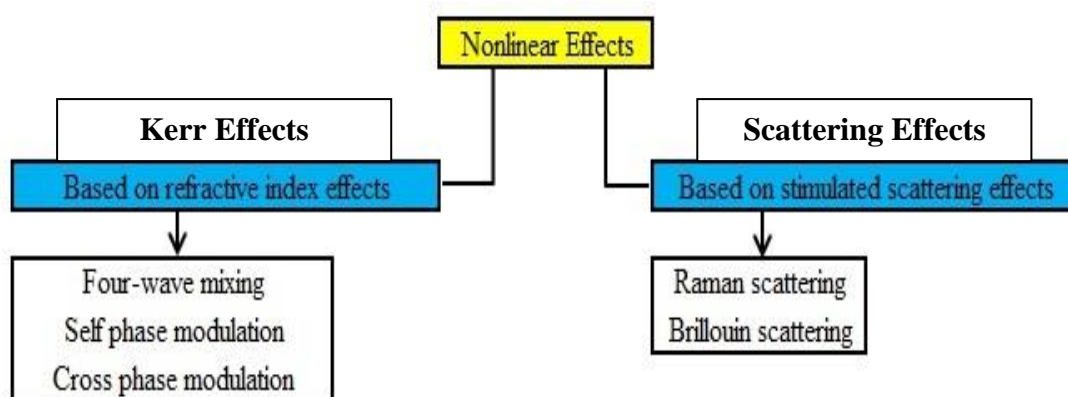 Nonlinear Effects
Kerr Effects
Based on refractive index effects
Four-wave mixing
Self phase modulation
Cross phase modulation
Scattering Effects
Based on stimulated scattering effects
Raman scattering
Brillouin scattering